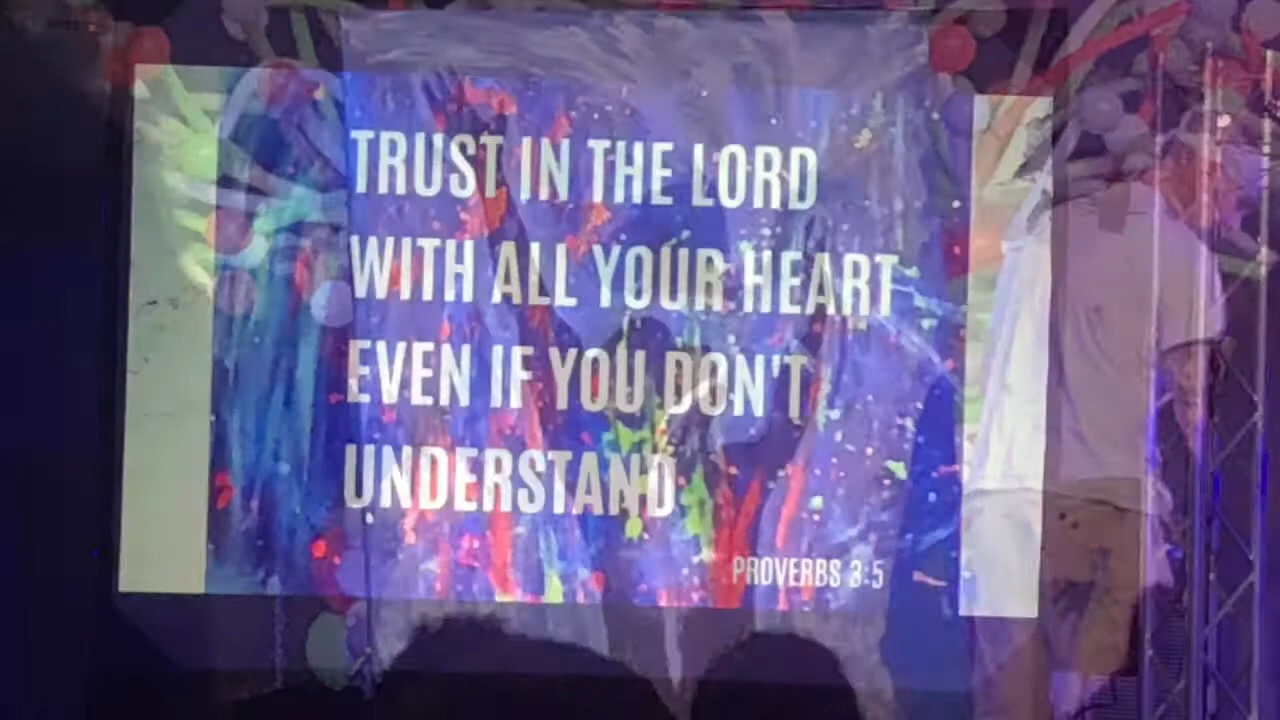 TRUST IN THE LORD
WITH ALL YOUR HEART
EVEN IF YOU DON'T
UNDERSTAND
PROVERBS 3:5